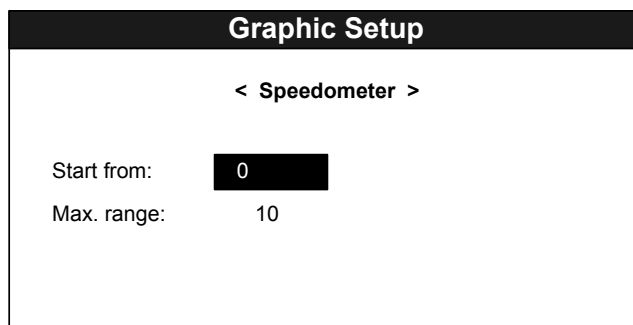 Graphic Setup
< Speedometer >
Start from: 0
Max. range: 10